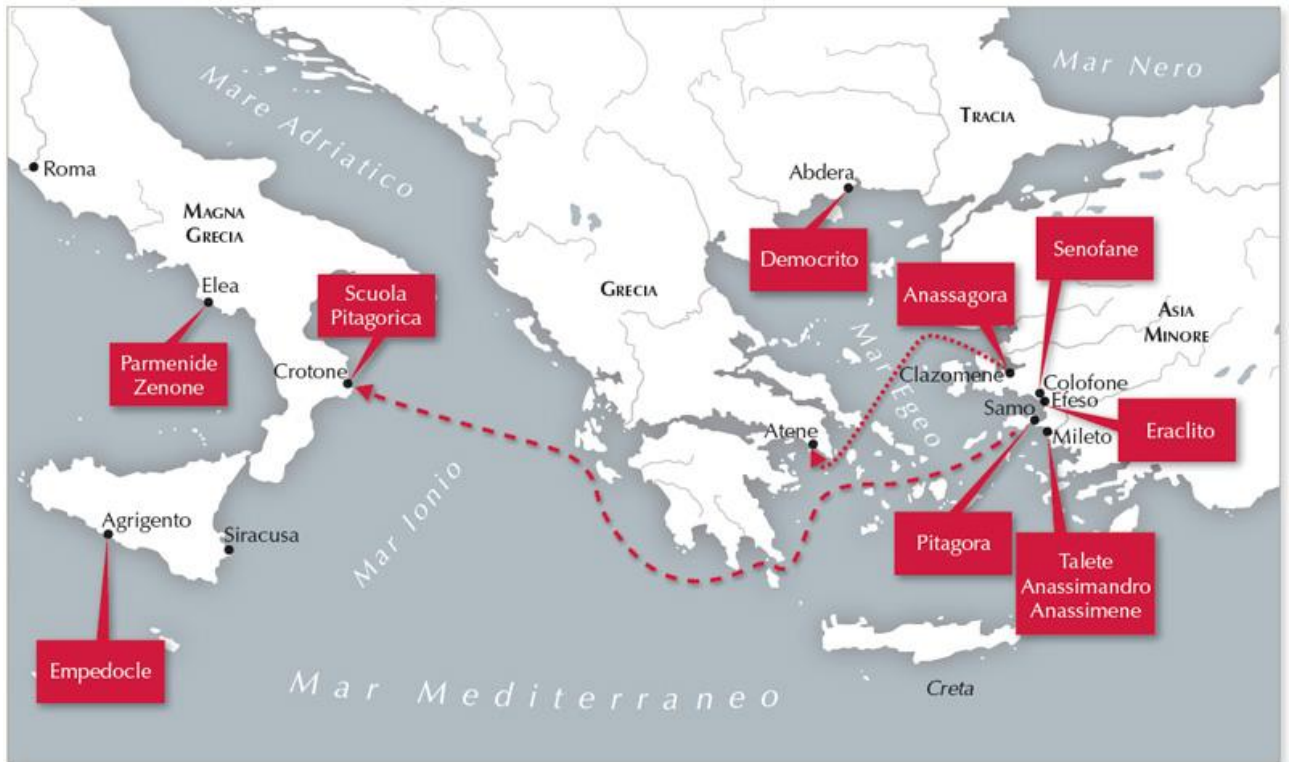 Mar Nero
Mare Adriatico
TRACIA
Roma
Abdera
MAGNA
GRECIA
Democrito
Senofane
Elea
Scuola
Pitagorica
GRECIA
Anassagora
ASIA
MINORE
Parmenide
Zenone
Crotone
Mar Egeo
Clazomene
Colofone
Efeso
Samo
Eraclito
Atene
Mileto
Mar Ionio
Agrigento
Siracusa
Pitagora
Talete
Anassimandro
Anassimene
Empedocle
Mar Mediterraneo
Creta